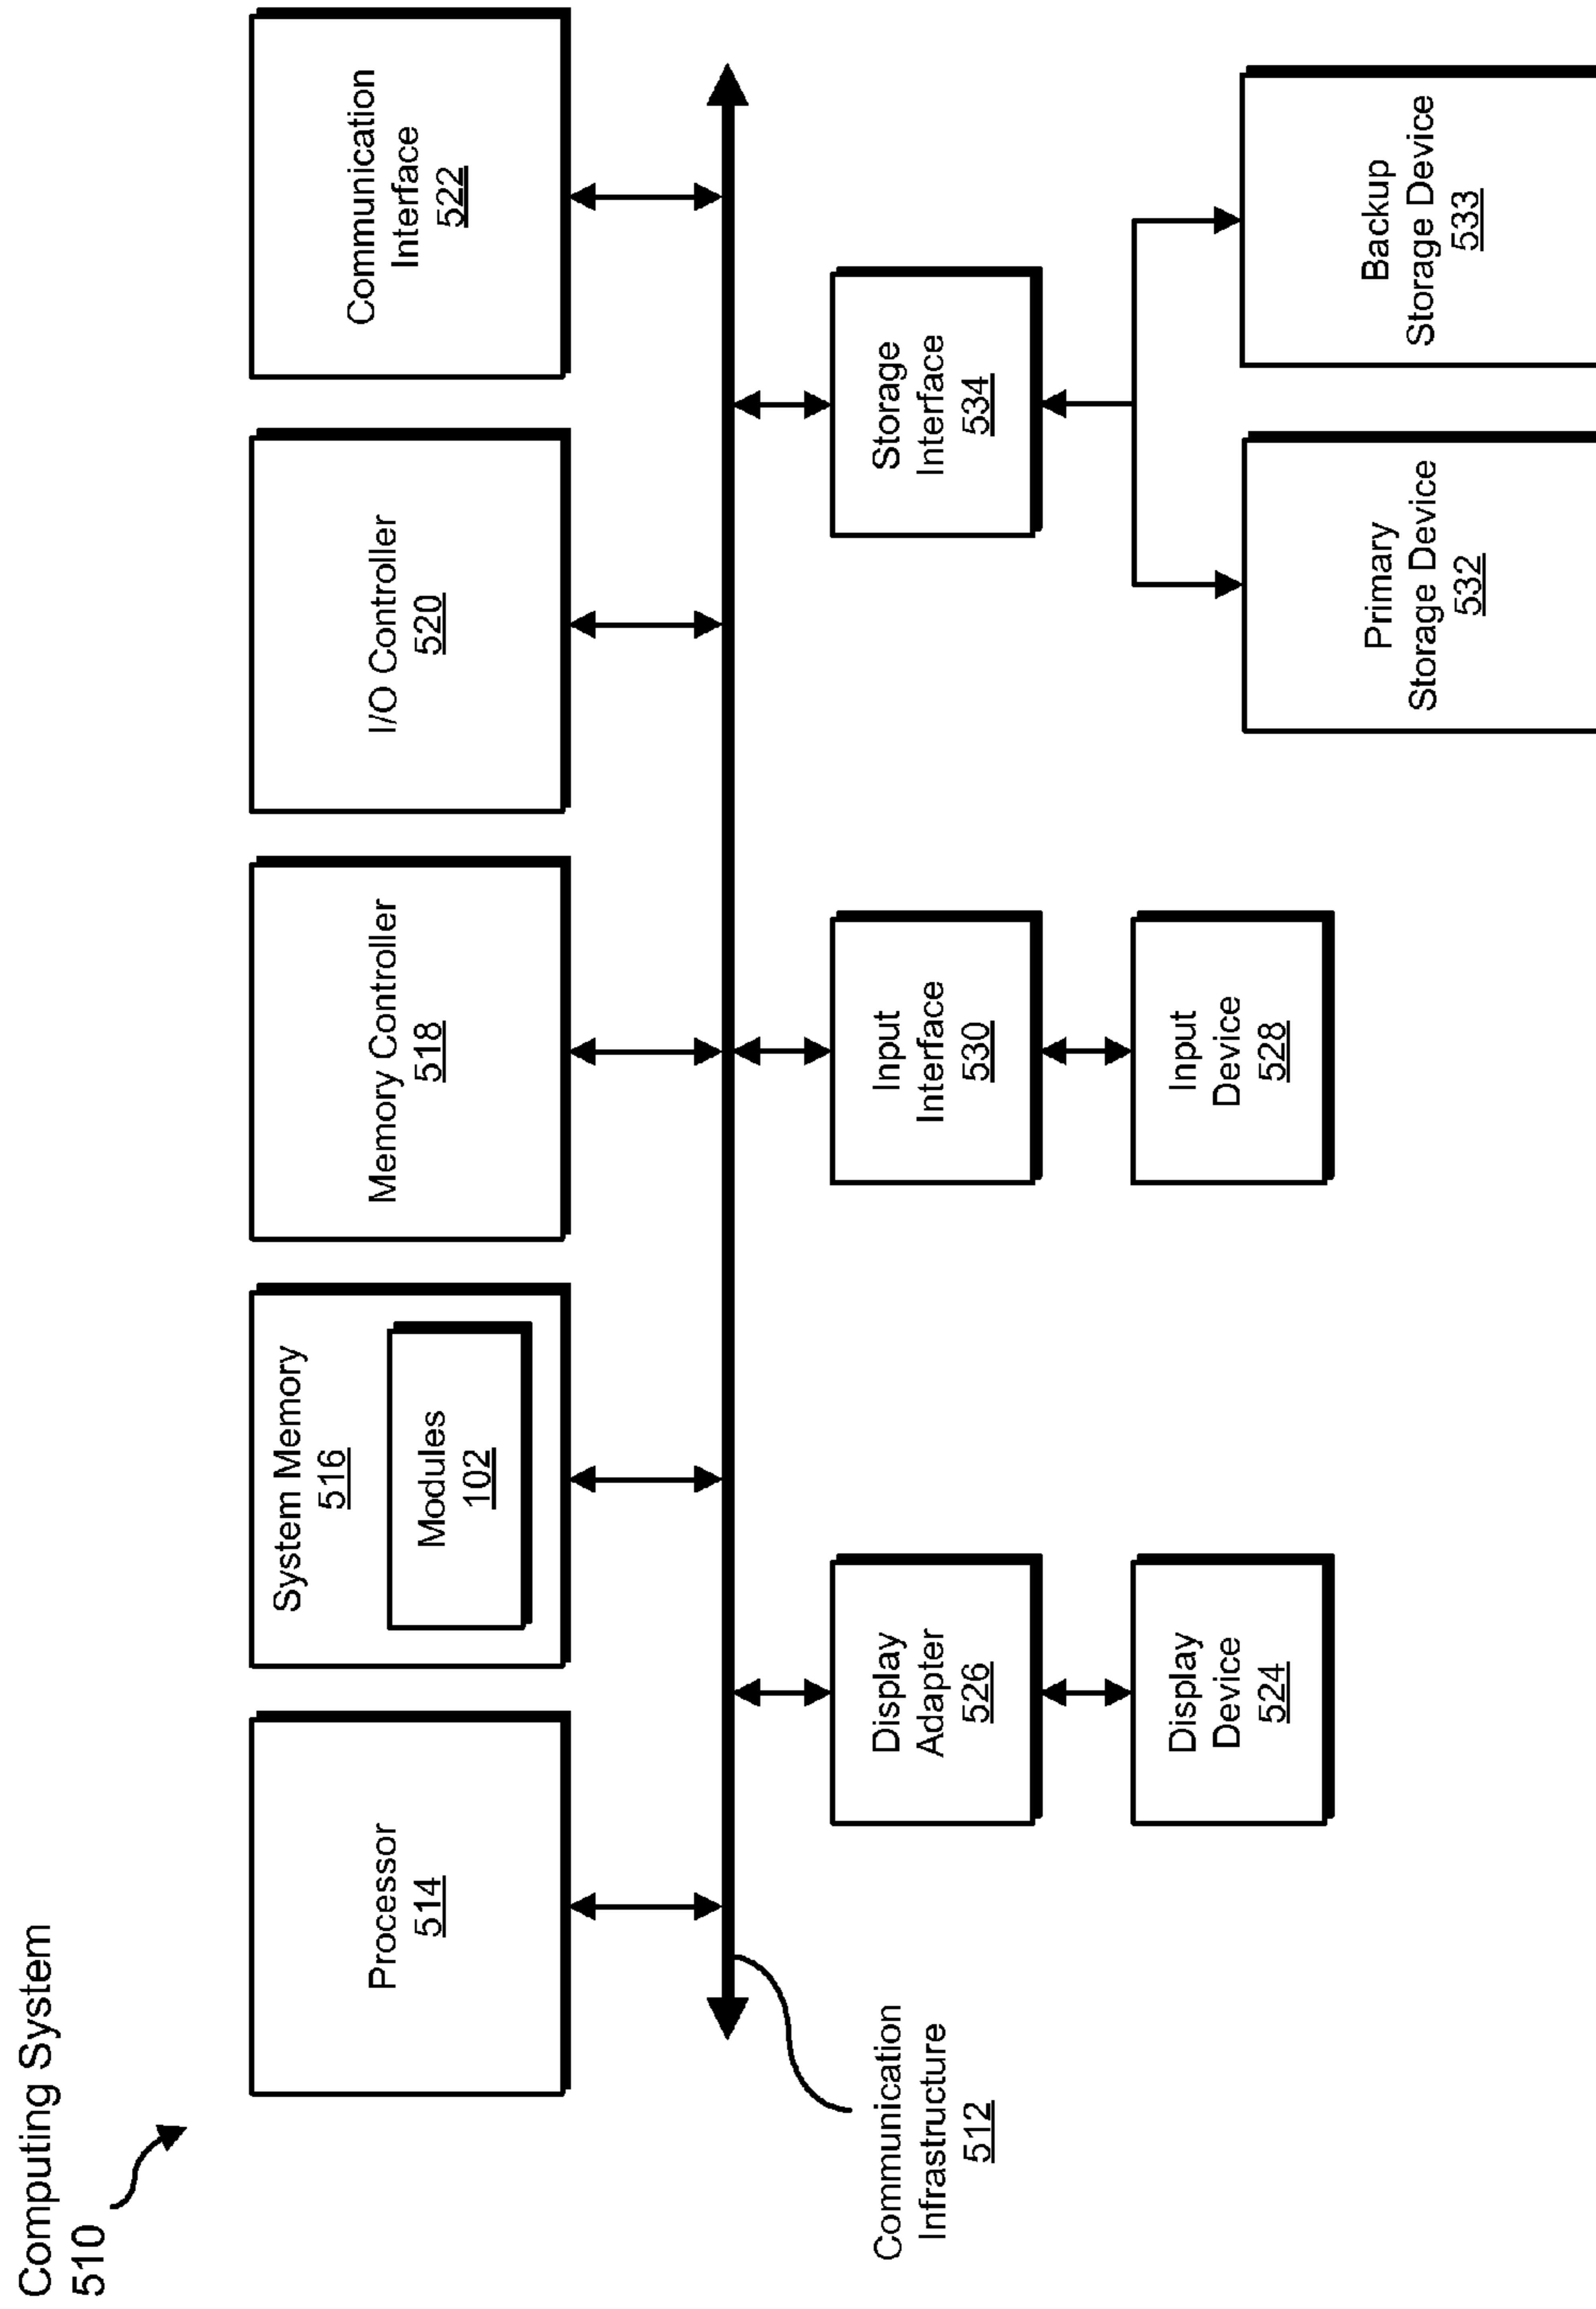 Computing System
510
Processor
514
System Memory
516
Modules
102
Memory Controller
518
I/O Controller
520
Communication
Interface
522
Communication
Infrastructure
512
Display
Adapter
526
Input
Interface
530
Storage
Interface
534
Display
Device
524
Input
Device
528
Primary
Storage Device
532
Backup
Storage Device
533